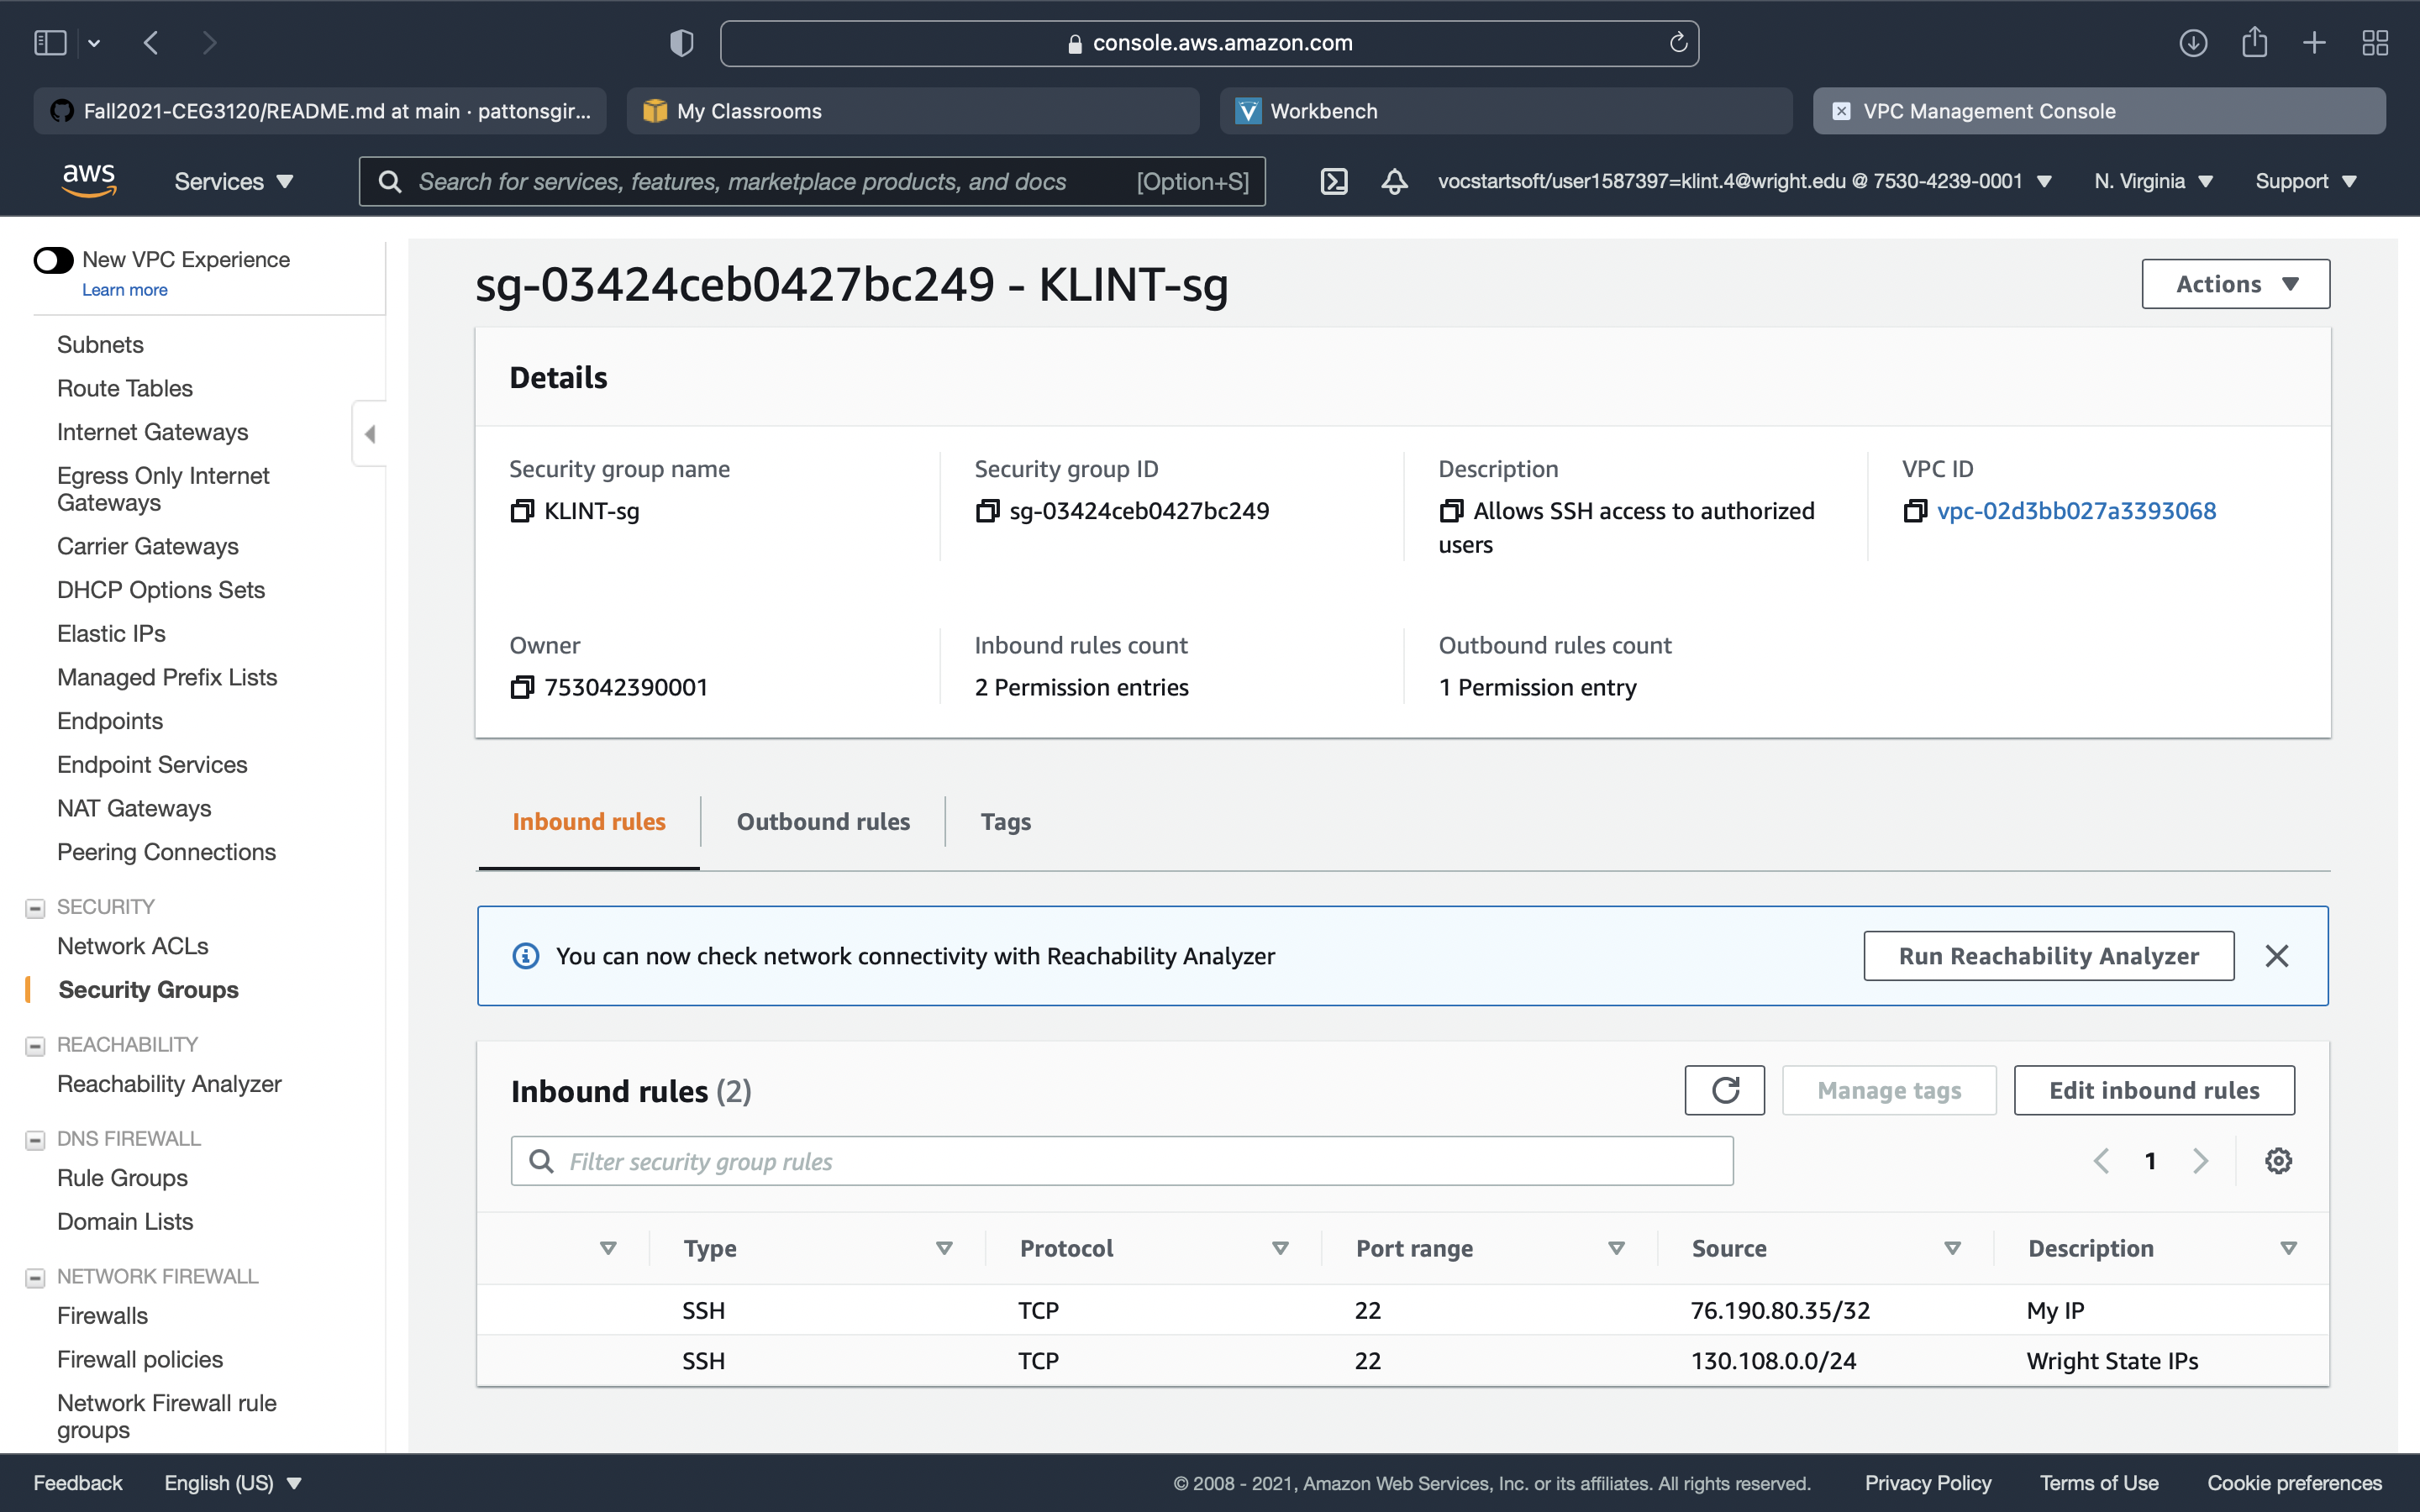 console.aws.amazon.com
Fall2021-CEG3120/README.md at main · pattonsgir...
My Classrooms
Workbench
VPC Management Console
aws
Services
Search for services, features, marketplace products, and docs
[Option+S]
vocstartsoft/user1587397=klint.4@wright.edu @ 7530-4239-0001
N. Virginia
Support
New VPC Experience
Learn more
Subnets
Route Tables
Internet Gateways
Egress Only Internet
Gateways
Carrier Gateways
DHCP Options Sets
Elastic IPs
Managed Prefix Lists
Endpoints
Endpoint Services
NAT Gateways
Peering Connections
SECURITY
Network ACLs
Security Groups
REACHABILITY
Reachability Analyzer
DNS FIREWALL
Rule Groups
Domain Lists
NETWORK FIREWALL
Firewalls
Firewall policies
Network Firewall rule
groups
sg-03424ceb0427bc249 - KLINT-sg
Actions
Details
Security group name
KLINT-sg
Security group ID
sg-03424ceb0427bc249
Description
Allows SSH access to authorized
users
VPC ID
vpc-02d3bb027a3393068
Owner
753042390001
Inbound rules count
2 Permission entries
Outbound rules count
1 Permission entry
Inbound rules
Outbound rules
Tags
You can now check network connectivity with Reachability Analyzer
Run Reachability Analyzer
Inbound rules (2)
Manage tags
Edit inbound rules
Filter security group rules
1
Type Protocol Port range Source Description
SSH TCP 22 76.190.80.35/32 My IP
SSH TCP 22 130.108.0.0/24 Wright State IPs
Feedback
English (US)
© 2008 - 2021, Amazon Web Services, Inc. or its affiliates. All rights reserved.
Privacy Policy
Terms of Use
Cookie preferences